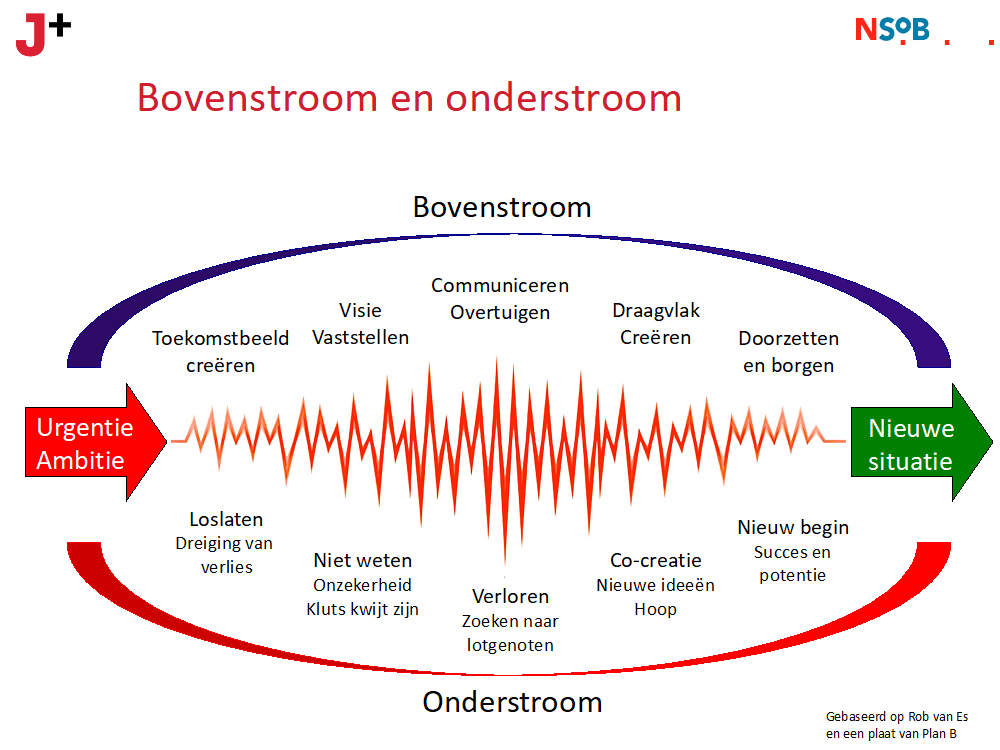 J+
NSOB
Bovenstroom en onderstroom
Bovenstroom
Communiceren
Overtuigen
Visie
Vaststellen
Draagvlak
Creëren
Toekomstbeeld
creëren
Doorzetten
en borgen
Urgentie
Ambitie
Nieuwe
situatie
Loslaten
Dreiging van
verlies
Niet weten
Onzekerheid
Kluts kwijt zijn
Verloren
Zoeken naar
lotgenoten
Co-creatie
Nieuwe ideeën
Hoop
Nieuw begin
Succes en
potentie
Onderstroom
Gebaseerd op Rob van Es
en een plaat van Plan B